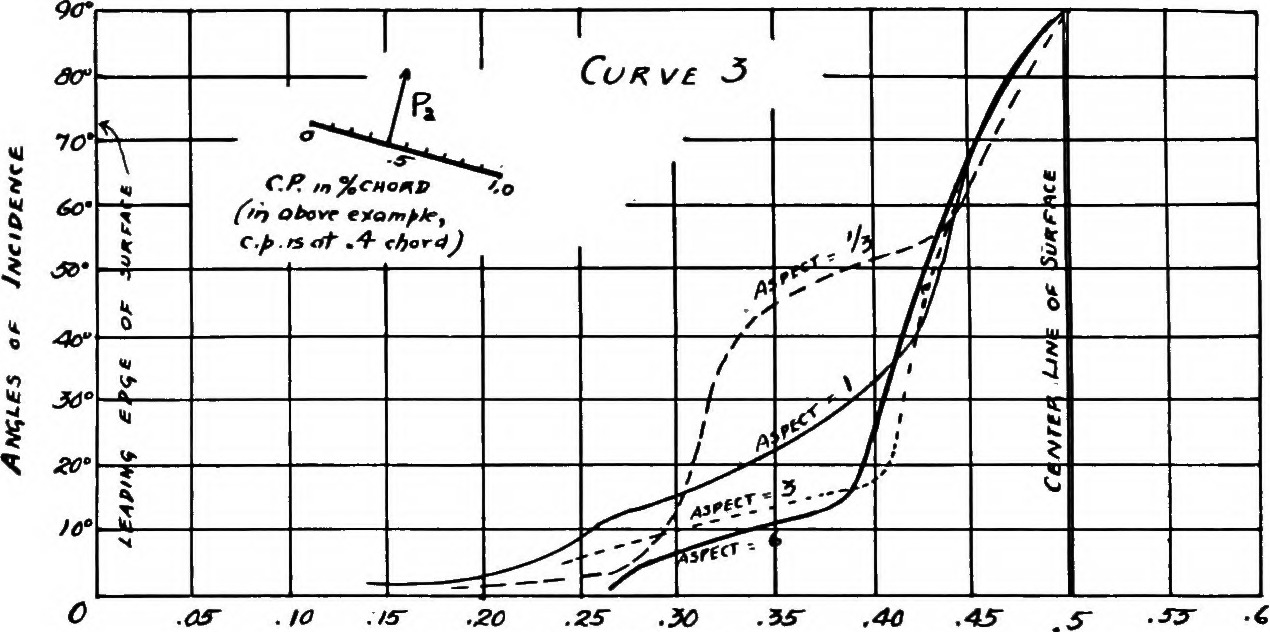 CURVE 3
90°
80°
70°
60°
50°
40°
30°
20°
10°
0
ANGLES OF INCIDENCE
LEADING EDGE OF SURFACE
P2
0
.5
1.0
C.P. in % CHORD
(in above example,
c.p. is at .4 chord)
ASPECT = 1/3
ASPECT = 1
ASPECT = 3
ASPECT = 6
CENTER LINE OF SURFACE
0 .05 .10 .15 .20 .25 .30 .35 .40 .45 .5 .55 .6